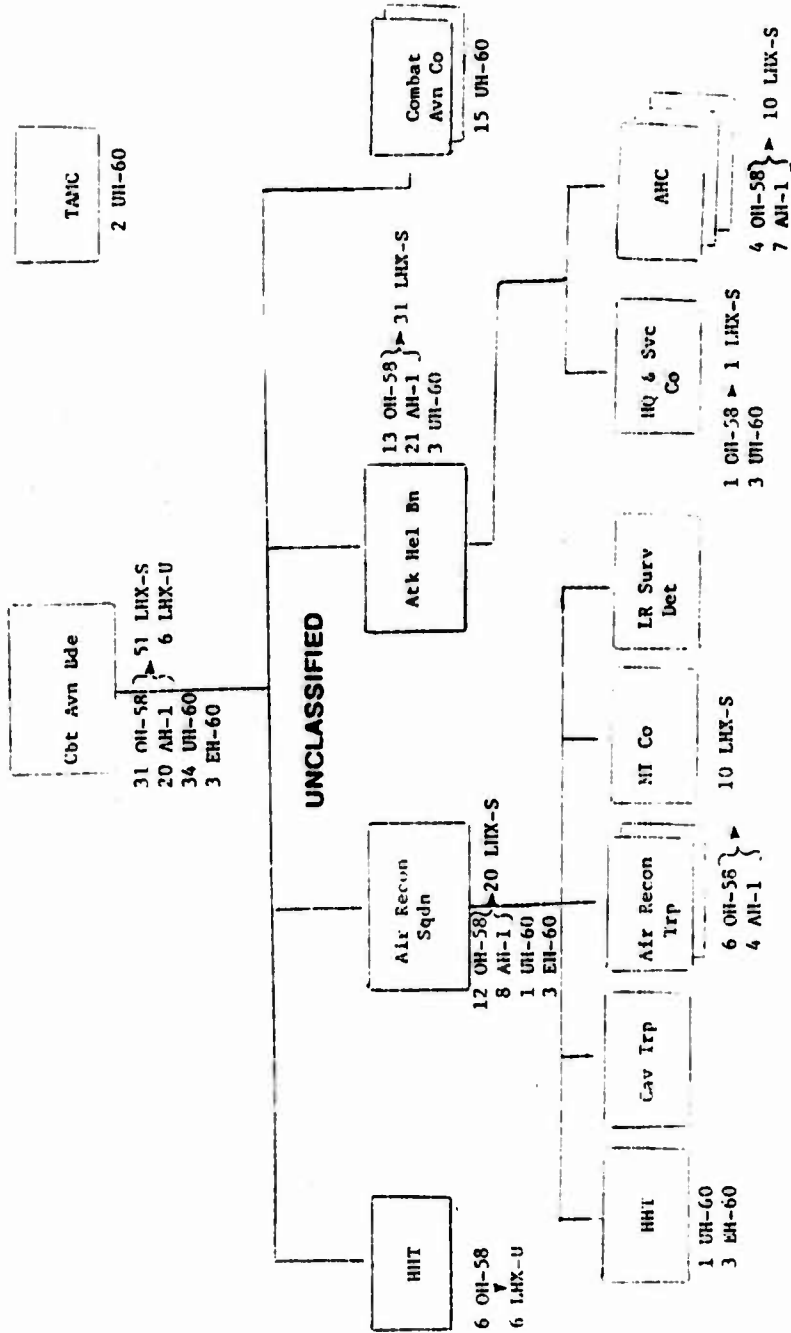 TAMC
2 UH-60
Cbt Avn Bde
31 OH-58 } ► 51 LHX-S
20 AH-1 } 6 LHX-U
34 UH-60
3 EH-60
UNCLASSIFIED
HHT
6 OH-58
▼
6 LHX-U
Air Recon
Sqdn
12 OH-58 } ► 20 LHX-S
8 AH-1 }
1 UH-60
3 EH-60
Atk Hel Bn
13 OH-58 } ► 31 LHX-S
21 AH-1 }
3 UH-60
Combat
Avn Co
15 UH-60
HHT
1 UH-60
3 EH-60
Cav Trp
Air Recon
Trp
6 OH-58 } ►
4 AH-1 }
MI Co
10 LHX-S
LR Surv
Det
HQ & Svc
Co
1 OH-58 ► 1 LHX-S
3 UH-60
AHC
4 OH-58 } ► 10 LHX-S
7 AH-1 }